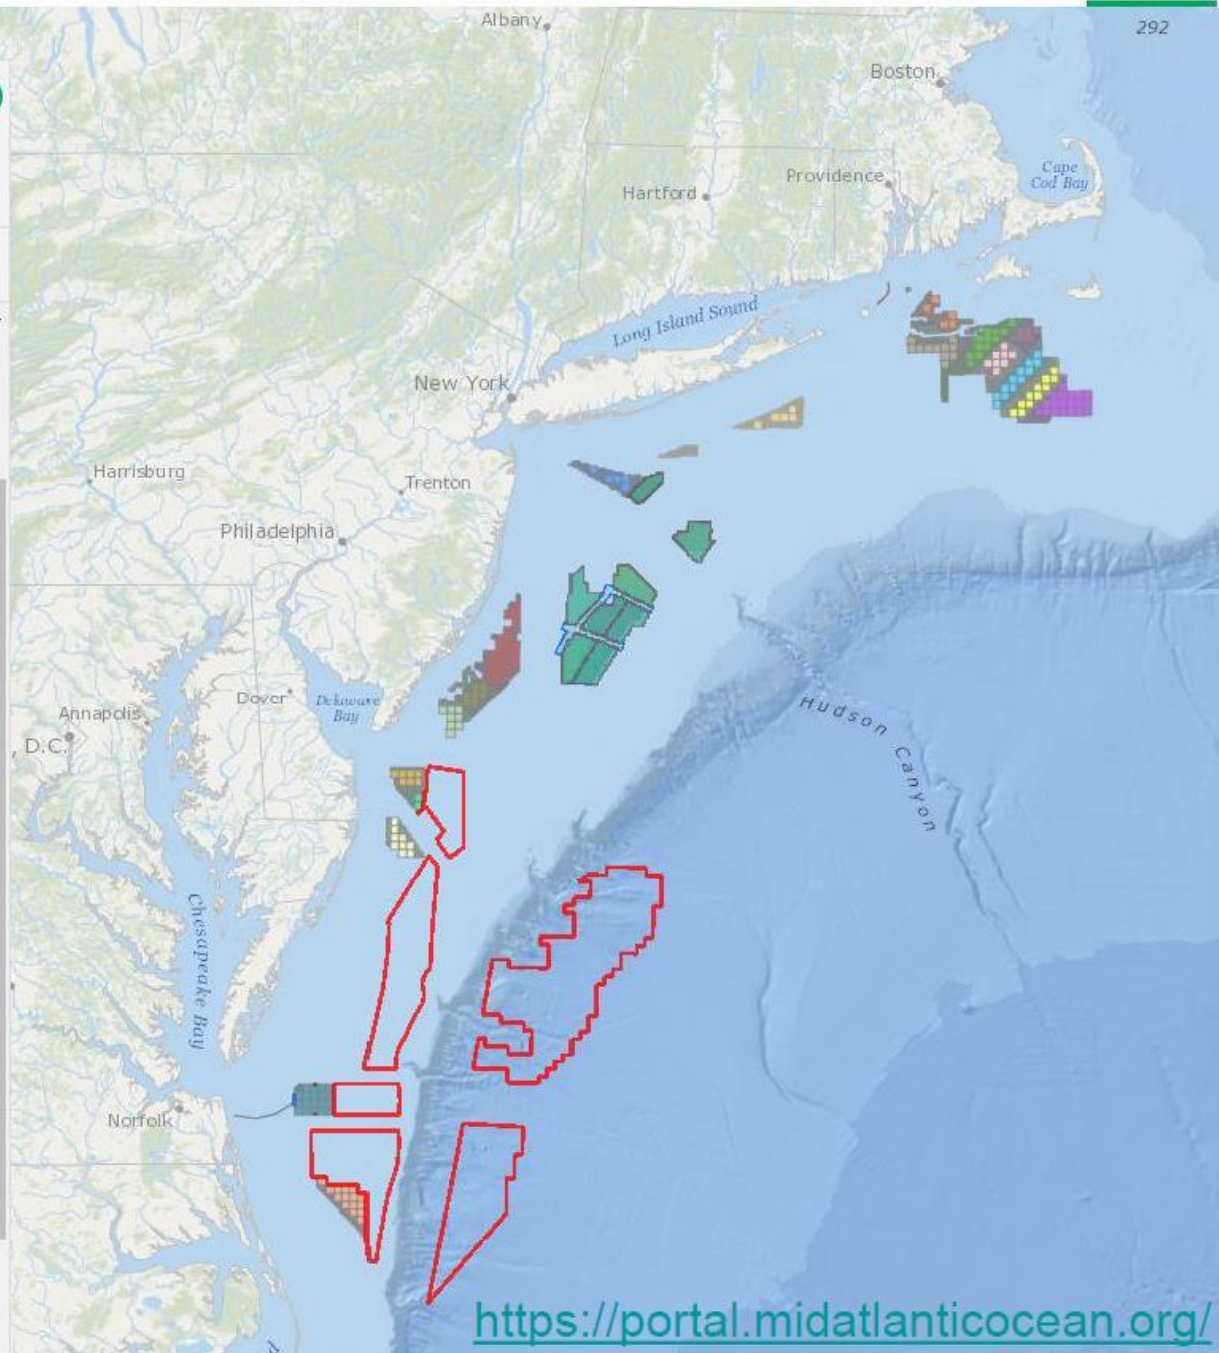 Albany
292
Boston
Cape
Cod Bay
Providence
Hartford
Long Island Sound
New York
Harrisburg
Trenton
Philadelphia
Dover
Delaware
Bay
Annapolis
, D.C.
Hudson Canyon
Chesapeake Bay
Norfolk
https://portal.midatlanticocean.org/